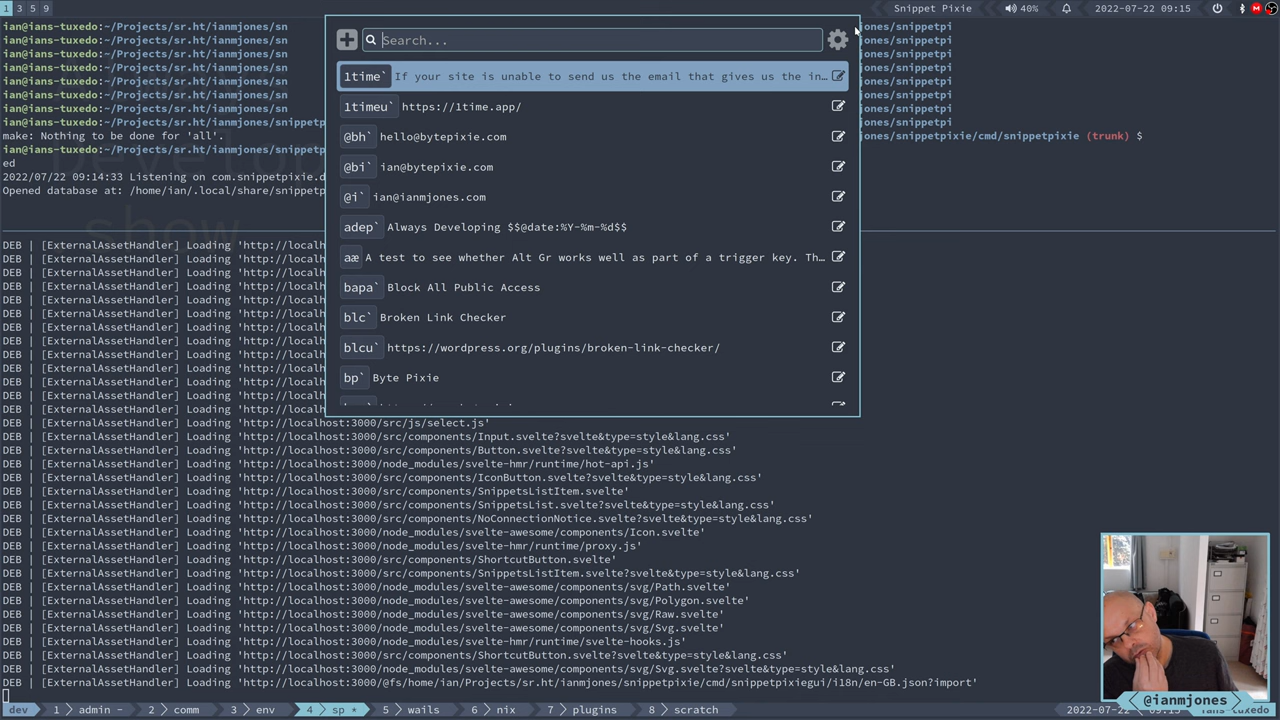 1 3 5 9 Snippet Pixie 40% 2022-07-22 09:15
ian@ians-tuxedo:~/Projects/sr.ht/ianmjones/sn jones/snippetpi
ian@ians-tuxedo:~/Projects/sr.ht/ianmjones/sn jones/snippetpi
ian@ians-tuxedo:~/Projects/sr.ht/ianmjones/sn jones/snippetpi
ian@ians-tuxedo:~/Projects/sr.ht/ianmjones/sn jones/snippetpi
ian@ians-tuxedo:~/Projects/sr.ht/ianmjones/sn jones/snippetpi
ian@ians-tuxedo:~/Projects/sr.ht/ianmjones/sn jones/snippetpi
ian@ians-tuxedo:~/Projects/sr.ht/ianmjones/sn jones/snippetpi
ian@ians-tuxedo:~/Projects/sr.ht/ianmjones/snippetp jones/snippetpi
make: Nothing to be done for 'all'. jones/snippetpixie/cmd/snippetpixie (trunk) $
ian@ians-tuxedo:~/Projects/sr.ht/ianmjones/snippetp
ed
2022/07/22 09:14:33 Listening on com.snippetpixie.d
Opened database at: /home/ian/.local/share/snippetp
show
Search...
1time` If your site is unable to send us the email that gives us the in…
1timeu` https://1time.app/
@bh` hello@bytepixie.com
@bi` ian@bytepixie.com
@i` ian@ianmjones.com
adep` Always Developing $$@date:%Y-%m-%d$$
aæ A test to see whether Alt Gr works well as part of a trigger key. Th…
bapa` Block All Public Access
blc` Broken Link Checker
blcu` https://wordpress.org/plugins/broken-link-checker/
bp` Byte Pixie
DEB | [ExternalAssetHandler] Loading 'http://localh
DEB | [ExternalAssetHandler] Loading 'http://localh
DEB | [ExternalAssetHandler] Loading 'http://localh
DEB | [ExternalAssetHandler] Loading 'http://localh
DEB | [ExternalAssetHandler] Loading 'http://localh
DEB | [ExternalAssetHandler] Loading 'http://localh
DEB | [ExternalAssetHandler] Loading 'http://localh
DEB | [ExternalAssetHandler] Loading 'http://localh
DEB | [ExternalAssetHandler] Loading 'http://localh
DEB | [ExternalAssetHandler] Loading 'http://localh
DEB | [ExternalAssetHandler] Loading 'http://localh
DEB | [ExternalAssetHandler] Loading 'http://localh
DEB | [ExternalAssetHandler] Loading 'http://localh
DEB | [ExternalAssetHandler] Loading 'http://localhost:3000/src/js/select.js'
DEB | [ExternalAssetHandler] Loading 'http://localhost:3000/src/components/Input.svelte?svelte&type=style&lang.css'
DEB | [ExternalAssetHandler] Loading 'http://localhost:3000/src/components/Button.svelte?svelte&type=style&lang.css'
DEB | [ExternalAssetHandler] Loading 'http://localhost:3000/node_modules/svelte-hmr/runtime/hot-api.js'
DEB | [ExternalAssetHandler] Loading 'http://localhost:3000/src/components/IconButton.svelte?svelte&type=style&lang.css'
DEB | [ExternalAssetHandler] Loading 'http://localhost:3000/src/components/SnippetsListItem.svelte'
DEB | [ExternalAssetHandler] Loading 'http://localhost:3000/src/components/SnippetsList.svelte?svelte&type=style&lang.css'
DEB | [ExternalAssetHandler] Loading 'http://localhost:3000/src/components/NoConnectionNotice.svelte?svelte&type=style&lang.css'
DEB | [ExternalAssetHandler] Loading 'http://localhost:3000/node_modules/svelte-awesome/components/Icon.svelte'
DEB | [ExternalAssetHandler] Loading 'http://localhost:3000/node_modules/svelte-hmr/runtime/proxy.js'
DEB | [ExternalAssetHandler] Loading 'http://localhost:3000/src/components/ShortcutButton.svelte'
DEB | [ExternalAssetHandler] Loading 'http://localhost:3000/src/components/SnippetsListItem.svelte?svelte&type=style&lang.css'
DEB | [ExternalAssetHandler] Loading 'http://localhost:3000/node_modules/svelte-awesome/components/svg/Path.svelte'
DEB | [ExternalAssetHandler] Loading 'http://localhost:3000/node_modules/svelte-awesome/components/svg/Polygon.svelte'
DEB | [ExternalAssetHandler] Loading 'http://localhost:3000/node_modules/svelte-awesome/components/svg/Raw.svelte'
DEB | [ExternalAssetHandler] Loading 'http://localhost:3000/node_modules/svelte-awesome/components/svg/Svg.svelte'
DEB | [ExternalAssetHandler] Loading 'http://localhost:3000/node_modules/svelte-hmr/runtime/svelte-hooks.js'
DEB | [ExternalAssetHandler] Loading 'http://localhost:3000/src/components/ShortcutButton.svelte?svelte&type=style&lang.css'
DEB | [ExternalAssetHandler] Loading 'http://localhost:3000/node_modules/svelte-awesome/components/svg/Svg.svelte?svelte&type=style&lang.css'
DEB | [ExternalAssetHandler] Loading 'http://localhost:3000/@fs/home/ian/Projects/sr.ht/ianmjones/snippetpixie/cmd/snippetpixiegui/i18n/en-GB.json?import'
@ianmjones
dev 1 admin - 2 comm 3 env 4 sp * 5 wails 6 nix 7 plugins 8 scratch 2022-07-22 09:15 ians-tuxedo